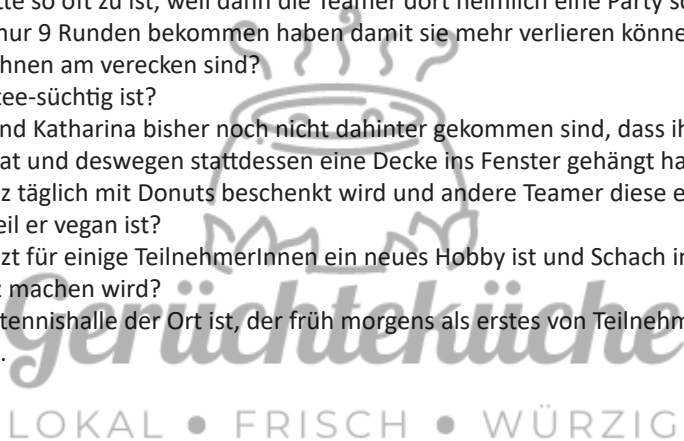 tte so oft zu ist, weil dann die Teamer dort heimlich eine Party sc
nur 9 Runden bekommen haben damit sie mehr verlieren könne
hnen am verecken sind?
tee-süchtig ist?
nd Katharina bisher noch nicht dahinter gekommen sind, dass ih
at und deswegen stattdessen eine Decke ins Fenster gehängt ha
z täglich mit Donuts beschenkt wird und andere Teamer diese e
eil er vegan ist?
zt für einige TeilnehmerInnen ein neues Hobby ist und Schach in
z machen wird?
tennishalle der Ort ist, der früh morgens als erstes von Teilnehm
.
Gerüchteküche
LOKAL ● FRISCH ● WÜRZIG